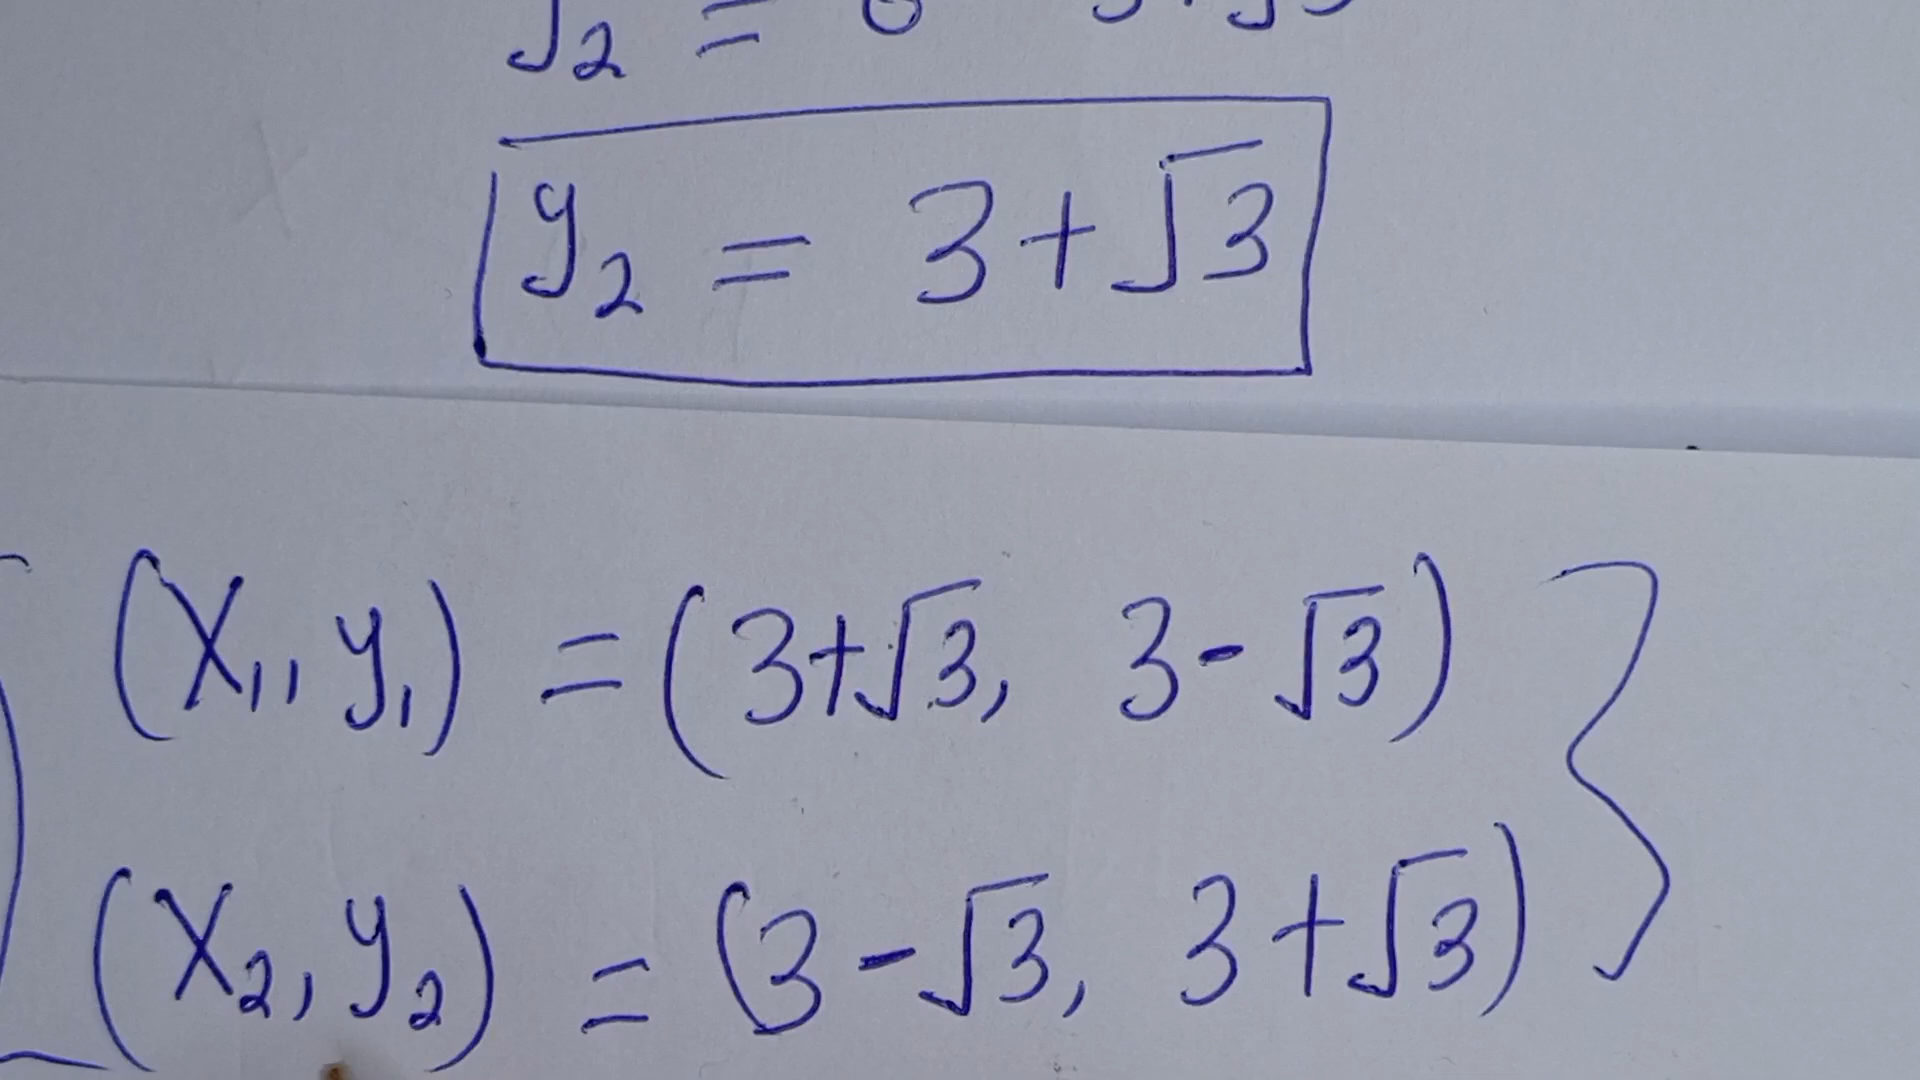 y₂ = 3+√3
(x₁, y₁) = (3+√3, 3-√3)
(x₂, y₂) = (3-√3, 3+√3)